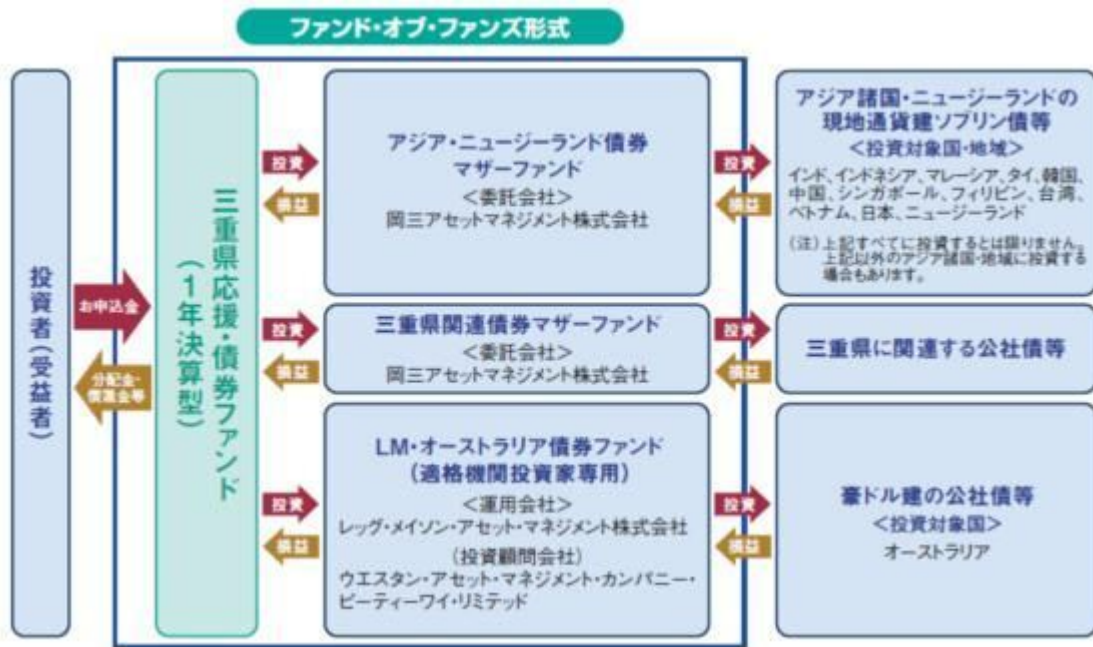 ファンド・オブ・ファンズ形式
投資者(受益者)
お申込金
分配金・
償還金等
三重県応援・債券ファンド
(1年決算型)
投資
損益
アジア・ニュージーランド債券
マザーファンド
<委託会社>
岡三アセットマネジメント株式会社
投資
損益
アジア諸国・ニュージーランドの
現地通貨建ソブリン債等
<投資対象国・地域>
インド、インドネシア、マレーシア、タイ、韓国、
中国、シンガポール、フィリピン、台湾、
ベトナム、日本、ニュージーランド
(注)上記すべてに投資するとは限りません。
上記以外のアジア諸国・地域に投資する
場合もあります。
投資
損益
三重県関連債券マザーファンド
<委託会社>
岡三アセットマネジメント株式会社
投資
損益
三重県に関連する公社債等
投資
損益
LM・オーストラリア債券ファンド
(適格機関投資家専用)
<運用会社>
レッグ・メイソン・アセット・マネジメント株式会社
(投資顧問会社)
ウエスタン・アセット・マネジメント・カンパニー・
ピーティーワイ・リミテッド
投資
損益
豪ドル建の公社債等
<投資対象国>
オーストラリア